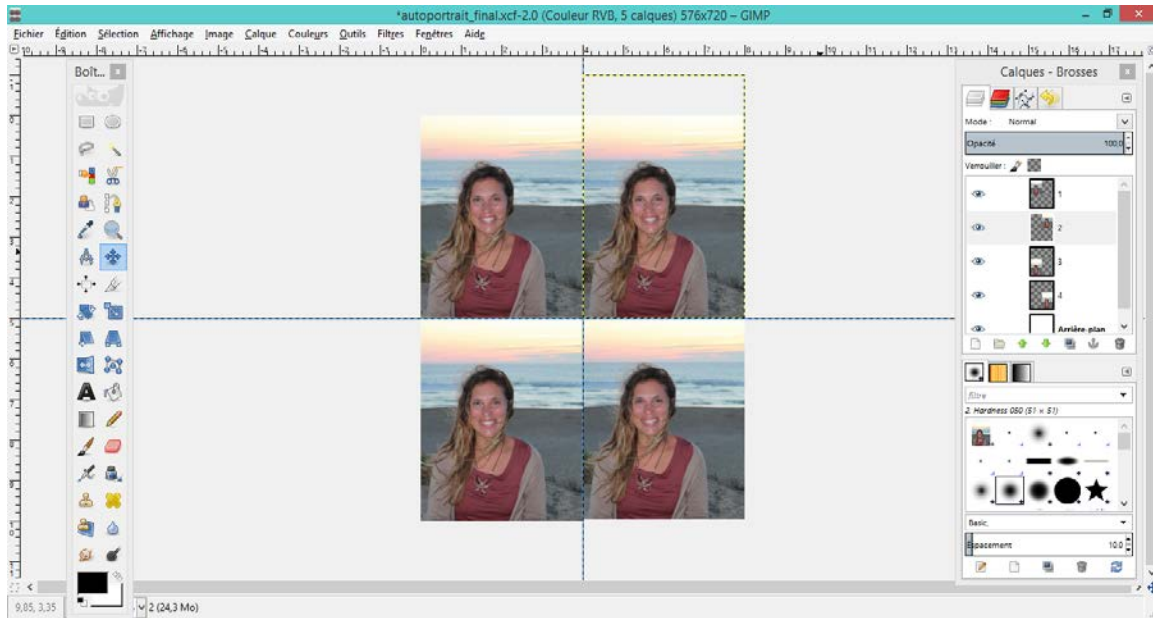 *autoportrait_final.xcf-2.0 (Couleur RVB, 5 calques) 576x720 – GIMP
Fichier Édition Sélection Affichage Image Calque Couleurs Outils Filtres Fenêtres Aide
Boît...
Calques - Brosses
Mode : Normal
Opacité 100,0
Verrouiller :
1
2
3
4
Arrière-plan
filtre
2. Hardness 050 (51 × 51)
Basic,
Espacement 10,0
9,85, 3,35
2 (24,3 Mo)